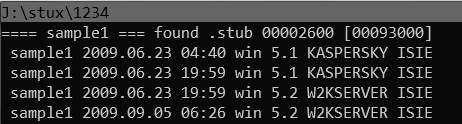 J:\stux\1234
==== sample1 === found .stub 00002600 [00093000]
sample1 2009.06.23 04:40 win 5.1 KASPERSKY ISIE
sample1 2009.06.23 19:59 win 5.1 KASPERSKY ISIE
sample1 2009.06.23 19:59 win 5.2 W2KSERVER ISIE
sample1 2009.09.05 06:26 win 5.2 W2KSERVER ISIE